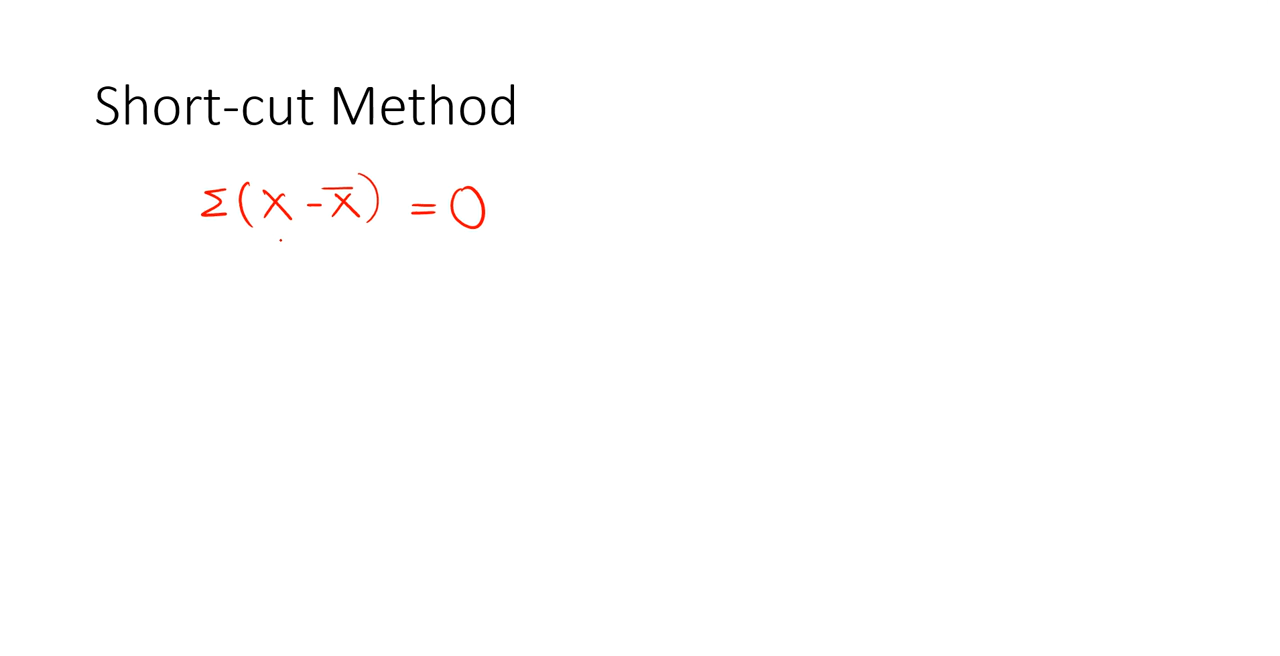 Short-cut Method
Σ(X - X̅) = 0